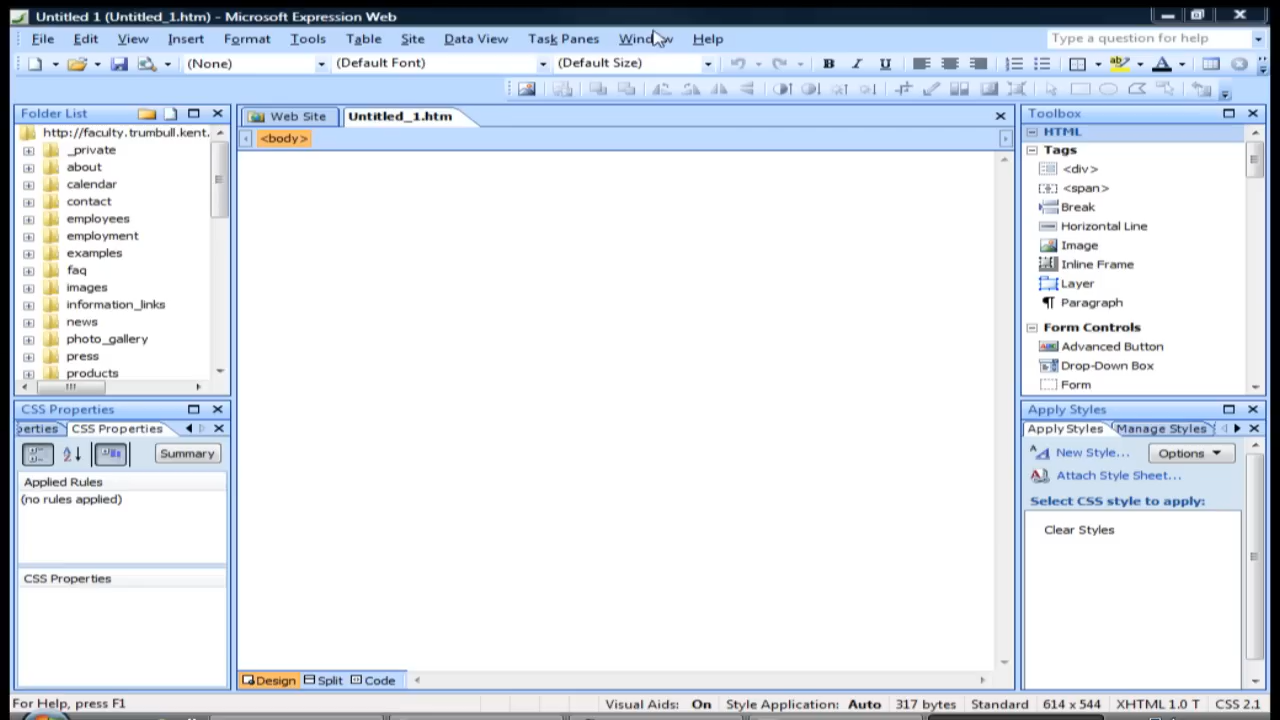 Untitled 1 (Untitled_1.htm) - Microsoft Expression Web
File Edit View Insert Format Tools Table Site Data View Task Panes Window Help Type a question for help
(None) (Default Font) (Default Size) B I U A
Folder List
http://faculty.trumbull.kent.
_private
about
calendar
contact
employees
employment
examples
faq
images
information_links
news
photo_gallery
press
products
CSS Properties
perties CSS Properties
Summary
Applied Rules
(no rules applied)
CSS Properties
Web Site Untitled_1.htm
<body>
Design Split Code
Toolbox
HTML
Tags
<div>
<span>
Break
Horizontal Line
Image
Inline Frame
Layer
Paragraph
Form Controls
Advanced Button
Drop-Down Box
Form
Apply Styles
Apply Styles Manage Styles
New Style... Options
Attach Style Sheet...
Select CSS style to apply:
Clear Styles
For Help, press F1 Visual Aids: On Style Application: Auto 317 bytes Standard 614 x 544 XHTML 1.0 T CSS 2.1